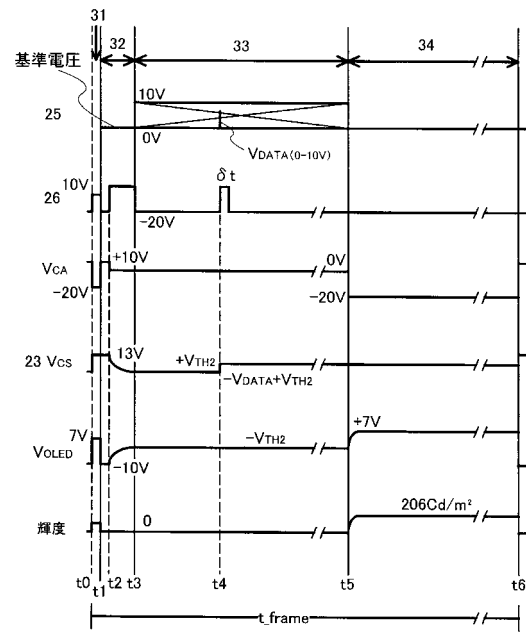 31
32
33
34
基準電圧
10V
25
0V
VDATA(0-10V)
δt
10V
26
-20V
+10V
0V
VCA
-20V
-20V
13V
+VTH2
23 VCS
-VDATA+VTH2
7V
+7V
-VTH2
VOLED
-10V
206Cd/m²
輝度
0
t0
t1
t2
t3
t4
t5
t6
t_frame